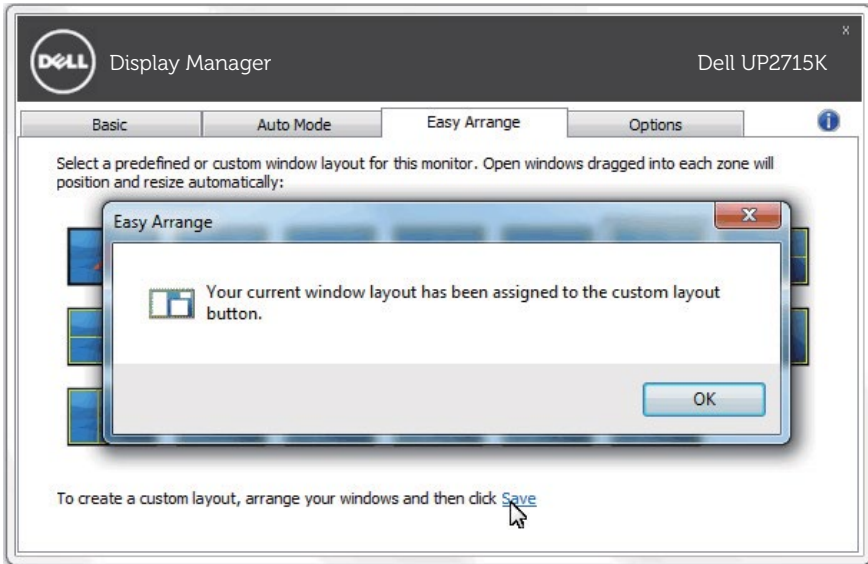 DELL
Display Manager
Dell UP2715K
x
Basic
Auto Mode
Easy Arrange
Options
i
Select a predefined or custom window layout for this monitor. Open windows dragged into each zone will
position and resize automatically:
Easy Arrange
Your current window layout has been assigned to the custom layout
button.
OK
To create a custom layout, arrange your windows and then click Save